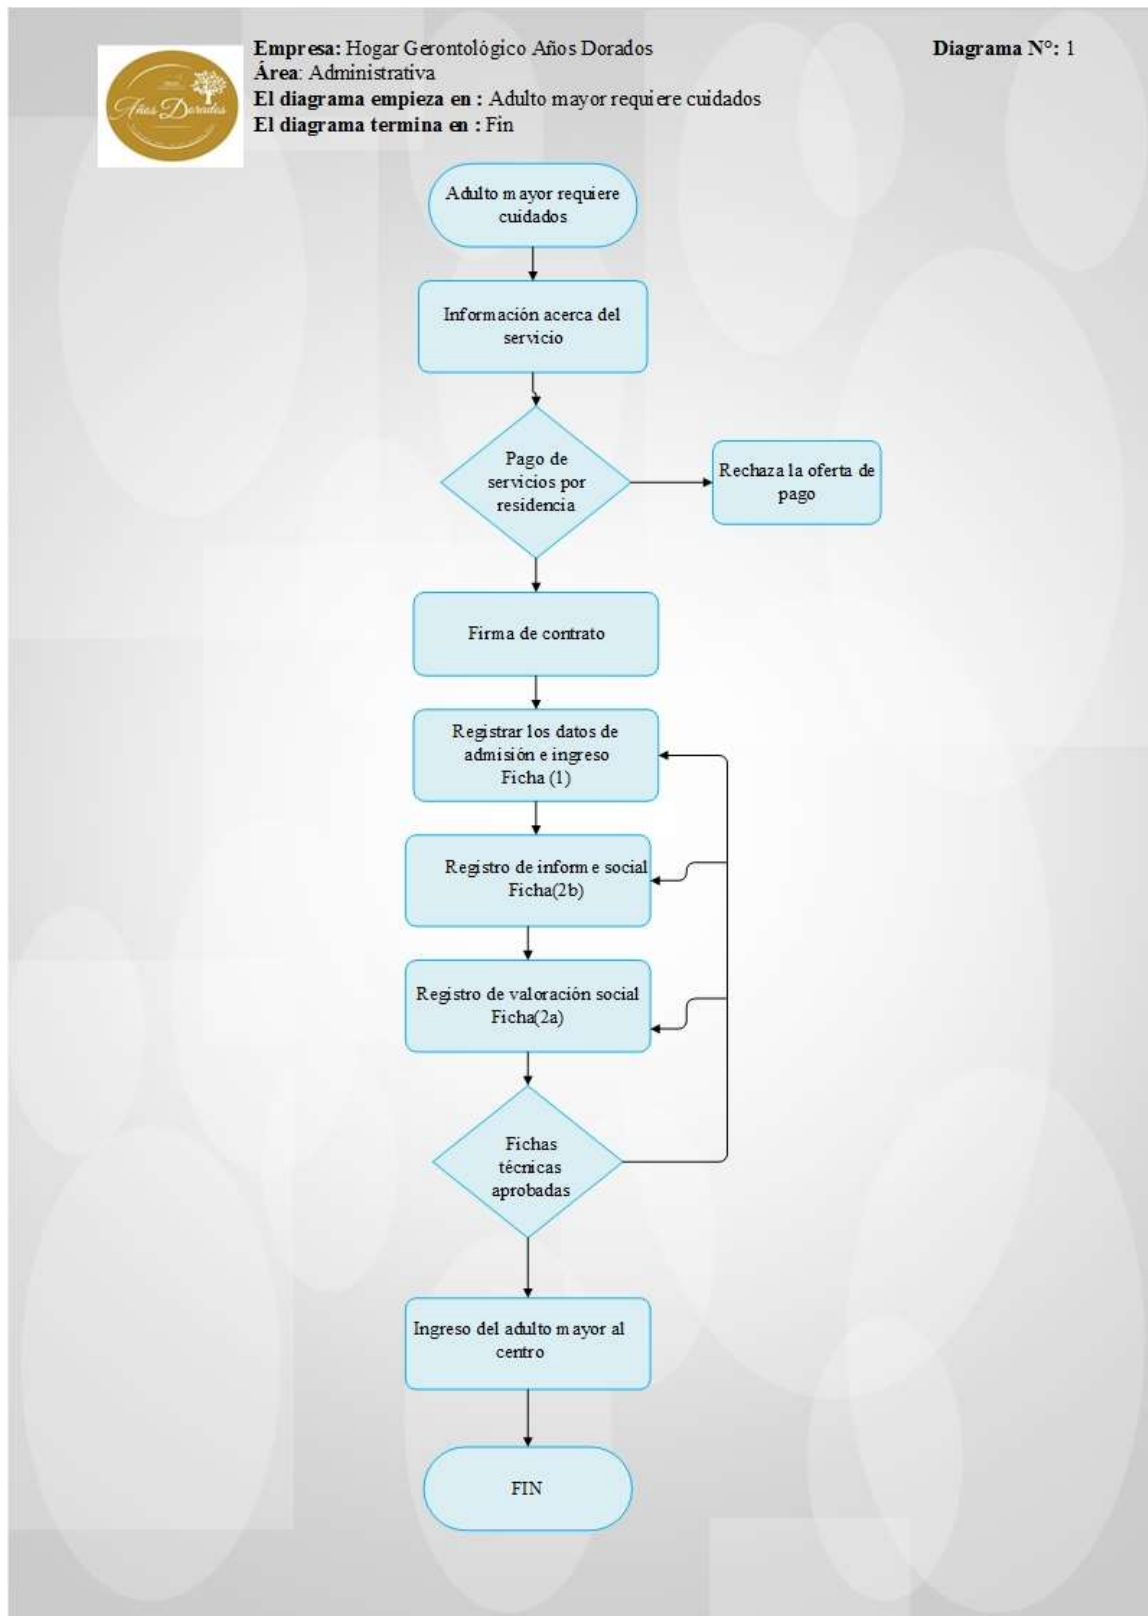 Empresa: Hogar Gerontológico Años Dorados
Diagrama N°: 1
Área: Administrativa
El diagrama empieza en : Adulto mayor requiere cuidados
El diagrama termina en : Fin
Años Dorados
Adulto mayor requiere
cuidados
Información acerca del
servicio
Pago de
servicios por
residencia
Rechaza la oferta de
pago
Firma de contrato
Registrar los datos de
admisión e ingreso
Ficha (1)
Registro de informe social
Ficha(2b)
Registro de valoración social
Ficha(2a)
Fichas
técnicas
aprobadas
Ingreso del adulto mayor al
centro
FIN